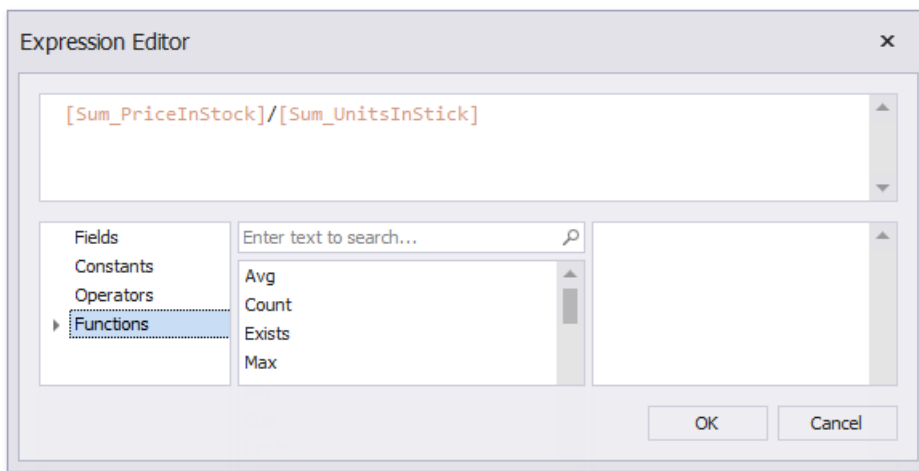 Expression Editor
[Sum_PriceInStock]/[Sum_UnitsInStick]
Fields
Constants
Operators
Functions
Enter text to search...
Avg
Count
Exists
Max
OK
Cancel